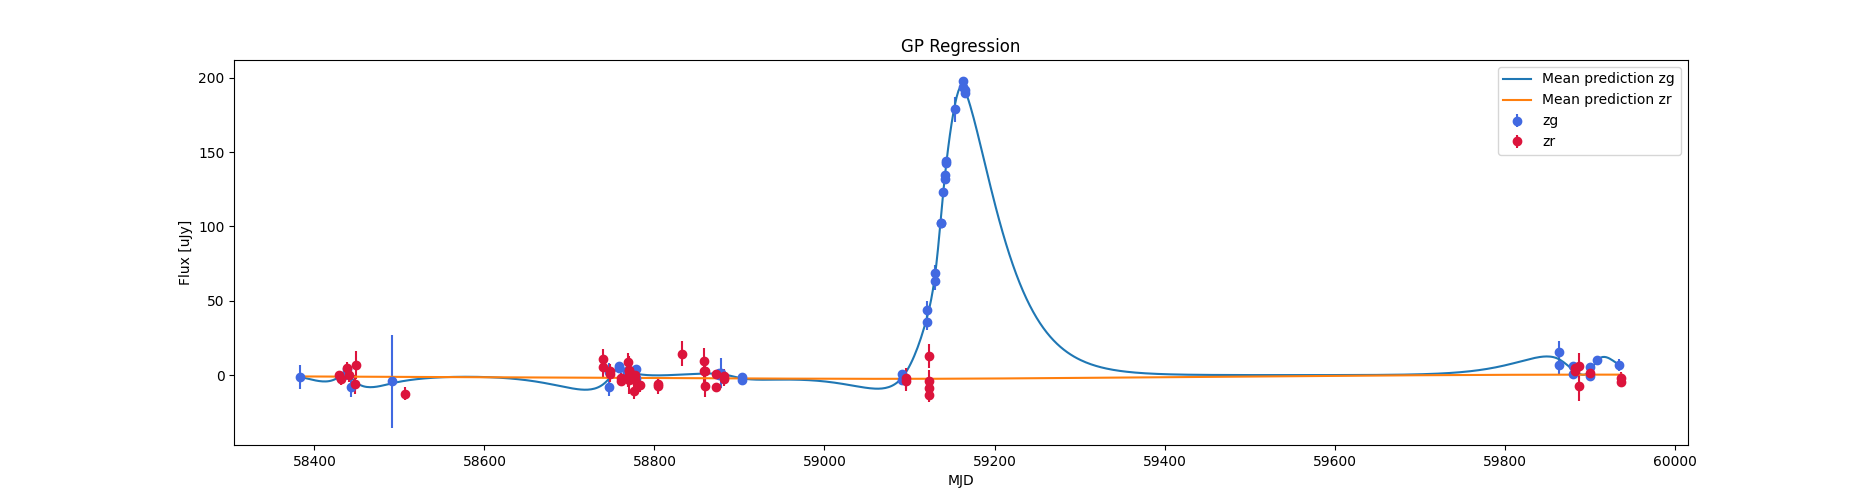 GP Regression
Flux [uJy]
200
150
100
50
0
Mean prediction zg
Mean prediction zr
zg
zr
58400
58600
58800
59000
59200
59400
59600
59800
60000
MJD